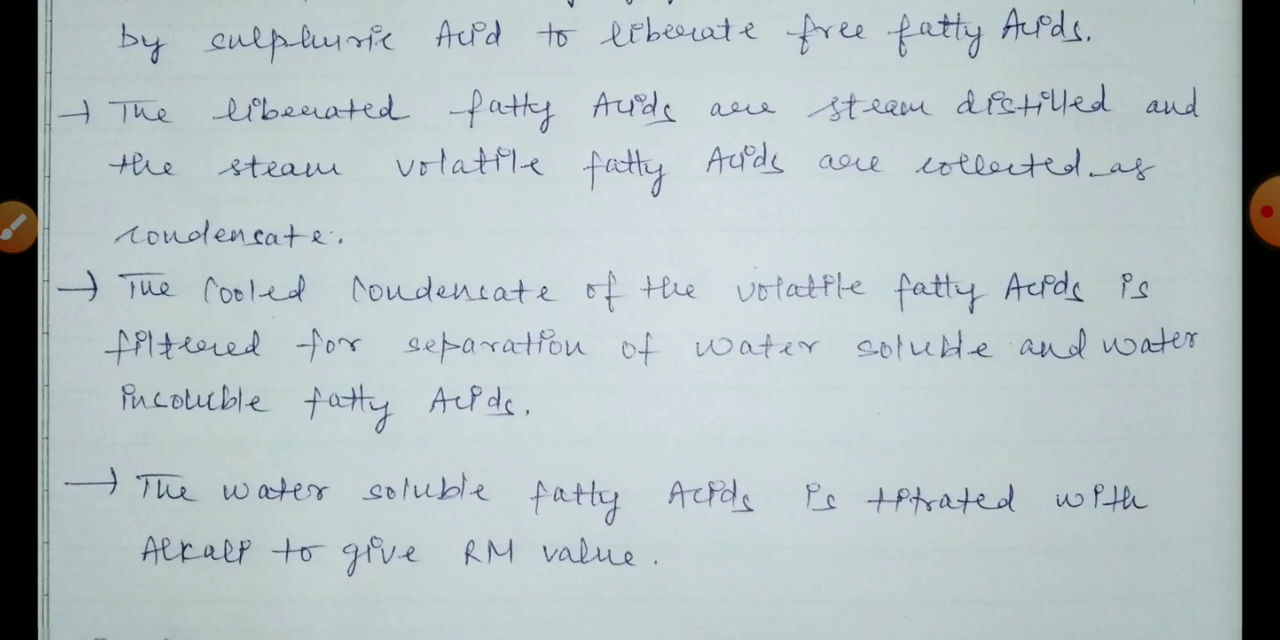 by sulphuric Acid to liberate free fatty Acids.
→ The liberated fatty Acids are steam distilled and
the steam volatile fatty Acids are collected as
condensate.
→ The Cooled Condensate of the volatile fatty Acids is
filtered for separation of water soluble and water
insoluble fatty Acids.
→ The water soluble fatty Acids is titrated with
Alkali to give RM value.